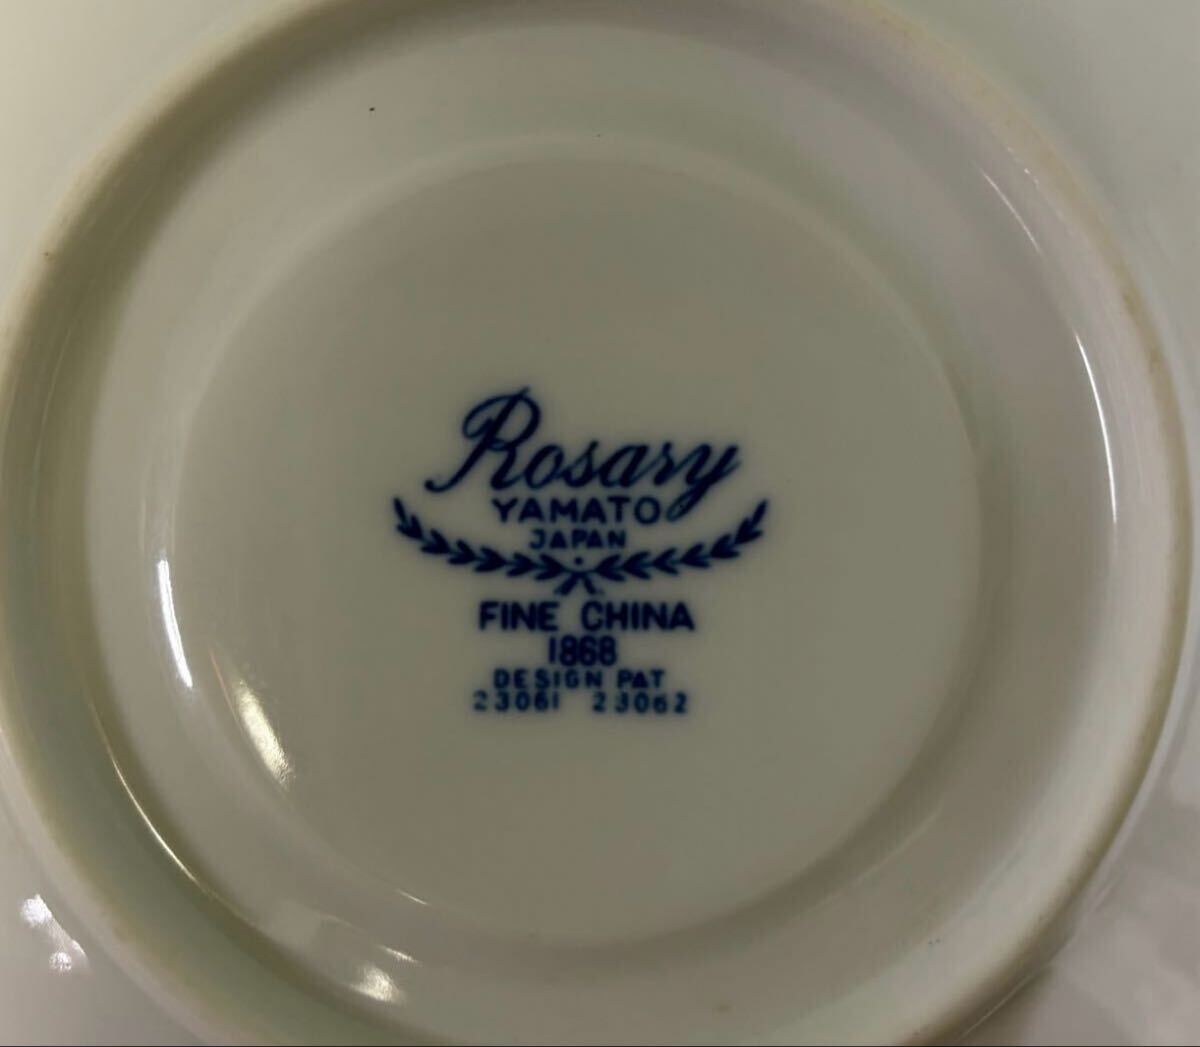 Rosary
YAMATO
JAPAN
FINE CHINA
1868
DESIGN PAT
23061 23062